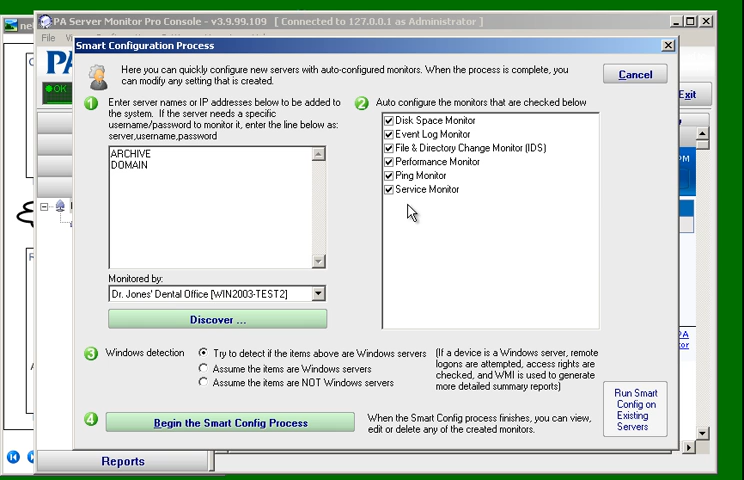 PA Server Monitor Pro Console - v3.9.99.109 [ Connected to 127.0.0.1 as Administrator ]
File
Smart Configuration Process
Here you can quickly configure new servers with auto-configured monitors. When the process is complete, you
can modify any setting that is created.
Cancel
OK
Exit
1
Enter server names or IP addresses below to be added to
the system. If the server needs a specific
username/password to monitor it, enter the line below as:
server,username,password
ARCHIVE
DOMAIN
Monitored by:
Dr. Jones' Dental Office [WIN2003-TEST2]
Discover ...
2
Auto configure the monitors that are checked below
Disk Space Monitor
Event Log Monitor
File & Directory Change Monitor (IDS)
Performance Monitor
Ping Monitor
Service Monitor
3
Windows detection
Try to detect if the items above are Windows servers
Assume the items are Windows servers
Assume the items are NOT Windows servers
(If a device is a Windows server, remote
logons are attempted, access rights are
checked, and WMI is used to generate
more detailed summary reports)
4
Begin the Smart Config Process
When the Smart Config process finishes, you can view,
edit or delete any of the created monitors.
Run Smart
Config on
Existing
Servers
Reports